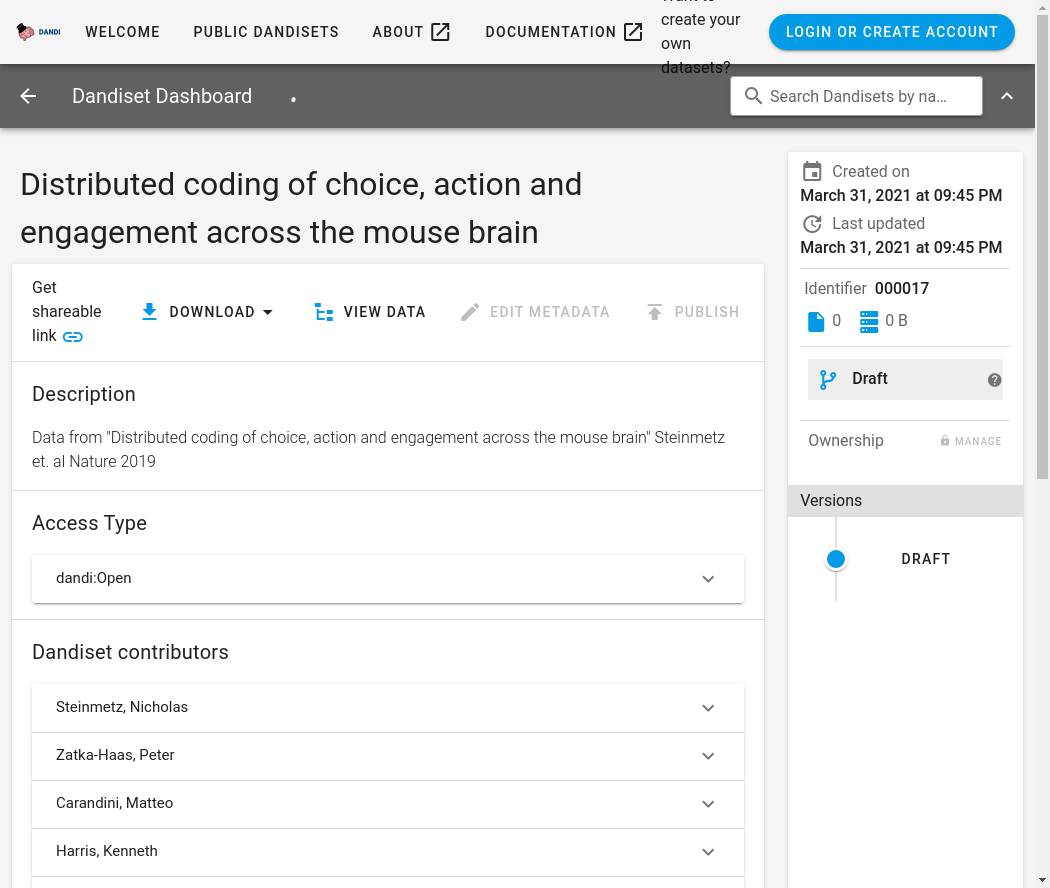 DANDI
WELCOME
PUBLIC DANDISETS
ABOUT
DOCUMENTATION
create your
own
datasets?
LOGIN OR CREATE ACCOUNT
Dandiset Dashboard
Search Dandisets by na...
Distributed coding of choice, action and
engagement across the mouse brain
Get
shareable
link
DOWNLOAD
VIEW DATA
EDIT METADATA
PUBLISH
Description
Data from "Distributed coding of choice, action and engagement across the mouse brain" Steinmetz
et. al Nature 2019
Access Type
dandi:Open
Dandiset contributors
Steinmetz, Nicholas
Zatka-Haas, Peter
Carandini, Matteo
Harris, Kenneth
Created on
March 31, 2021 at 09:45 PM
Last updated
March 31, 2021 at 09:45 PM
Identifier 000017
0 0 B
Draft
Ownership MANAGE
Versions
DRAFT